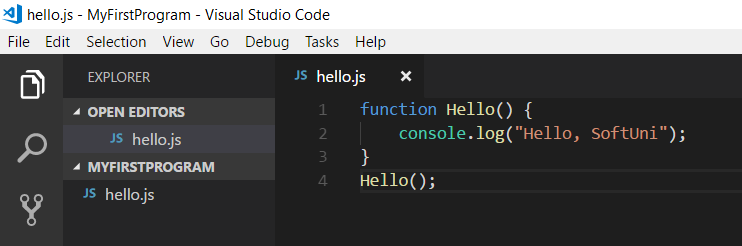 hello.js - MyFirstProgram - Visual Studio Code
File Edit Selection View Go Debug Tasks Help
EXPLORER
OPEN EDITORS
JS hello.js
MYFIRSTPROGRAM
JS hello.js
JS hello.js ×
1 function Hello() {
2     console.log("Hello, SoftUni");
3 }
4 Hello();